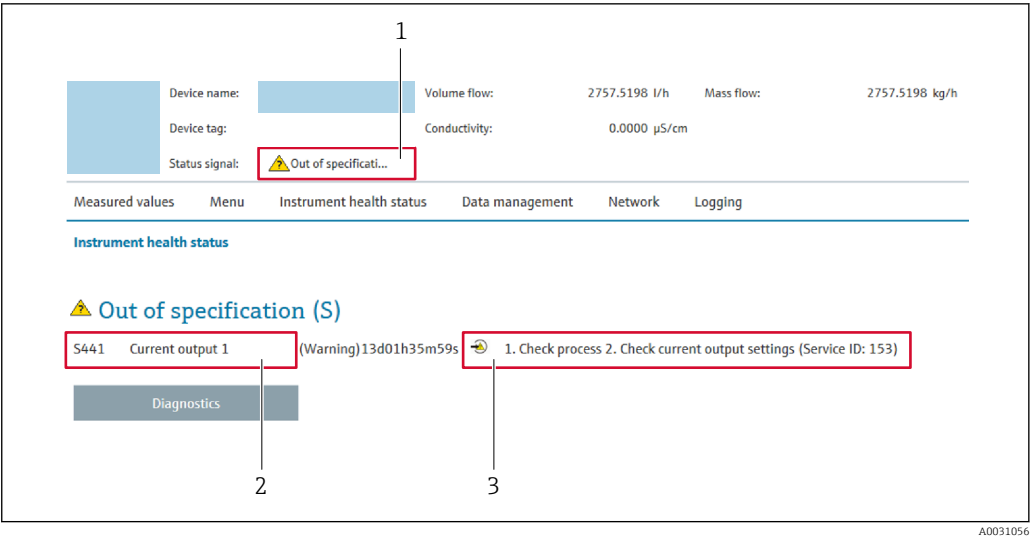 1
Device name: Volume flow: 2757.5198 l/h Mass flow: 2757.5198 kg/h
Device tag: Conductivity: 0.0000 µS/cm
Status signal: Out of specificati...
Measured values Menu Instrument health status Data management Network Logging
Instrument health status
Out of specification (S)
S441 Current output 1 (Warning)13d01h35m59s 1. Check process 2. Check current output settings (Service ID: 153)
Diagnostics
2 3
A0031056